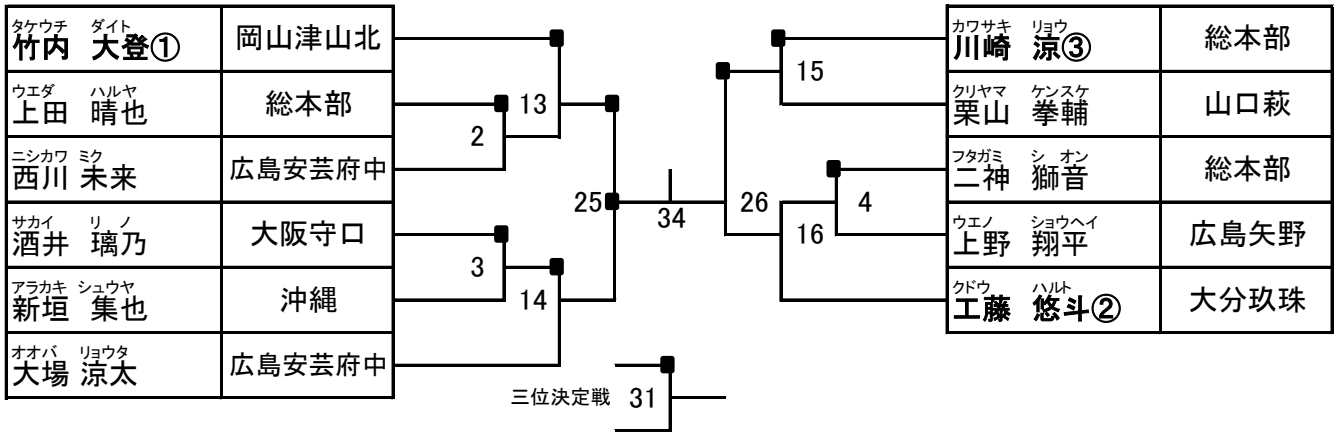 タケウチ ダイト
竹内 大登① 岡山津山北
ウエダ ハルヤ
上田 晴也 総本部
ニシカワ ミク
西川 未来 広島安芸府中
サカイ リ ノ
酒井 璃乃 大阪守口
アラカキ シュウヤ
新垣 集也 沖縄
オオバ リョウタ
大場 涼太 広島安芸府中
2
3
13
14
25
34
三位決定戦 31
26
15
16
4
カワサキ リョウ
川崎 涼③ 総本部
クリヤマ ケンスケ
栗山 拳輔 山口萩
フタガミ シ オン
二神 獅音 総本部
ウエノ ショウヘイ
上野 翔平 広島矢野
クドウ ハルト
工藤 悠斗② 大分玖珠